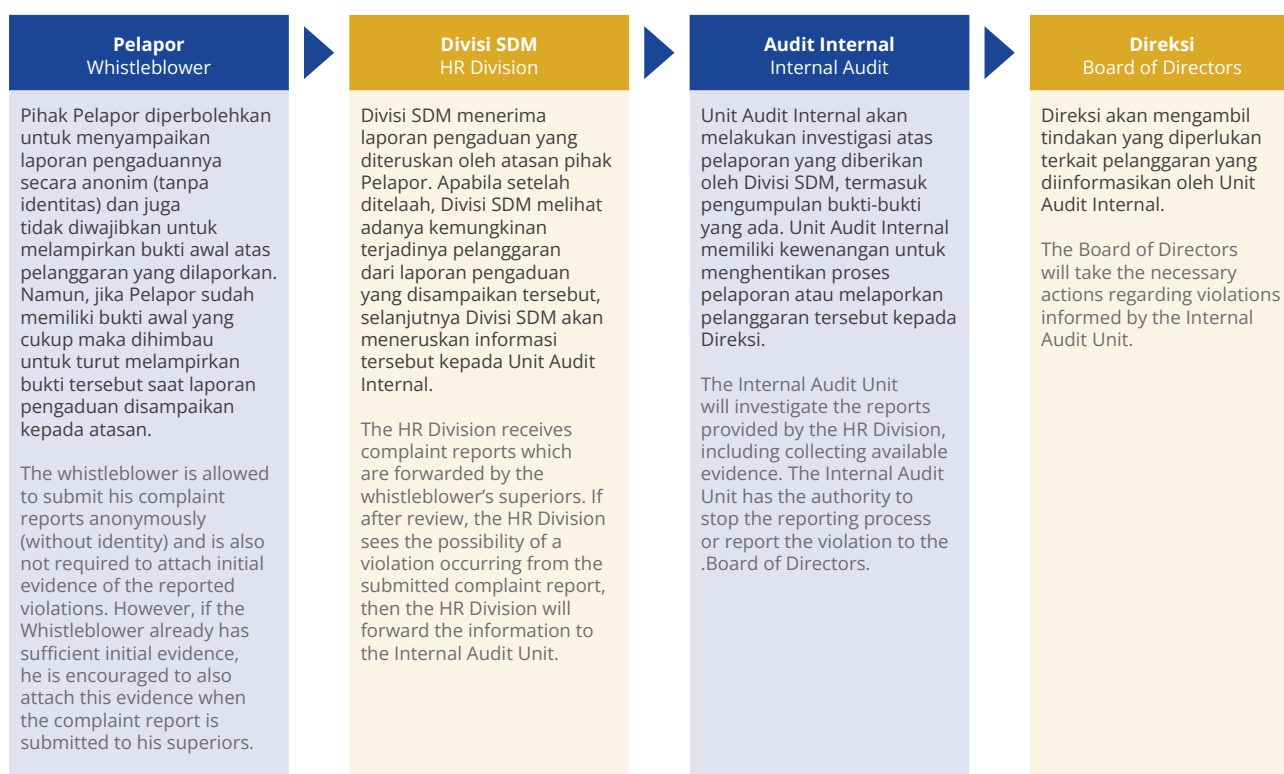 Pelapor
Whistleblower
Pihak Pelapor diperbolehkan
untuk menyampaikan
laporan pengaduannya
secara anonim (tanpa
identitas) dan juga
tidak diwajibkan untuk
melampirkan bukti awal atas
pelanggaran yang dilaporkan.
Namun, jika Pelapor sudah
memiliki bukti awal yang
cukup maka dihimbau
untuk turut melampirkan
bukti tersebut saat laporan
pengaduan disampaikan
kepada atasan.
The whistleblower is allowed
to submit his complaint
reports anonymously
(without identity) and is also
not required to attach initial
evidence of the reported
violations. However, if the
Whistleblower already has
sufficient initial evidence,
he is encouraged to also
attach this evidence when
the complaint report is
submitted to his superiors.
Divisi SDM
HR Division
Divisi SDM menerima
laporan pengaduan yang
diteruskan oleh atasan pihak
Pelapor. Apabila setelah
ditelaah, Divisi SDM melihat
adanya kemungkinan
terjadinya pelanggaran
dari laporan pengaduan
yang disampaikan tersebut,
selanjutnya Divisi SDM akan
meneruskan informasi
tersebut kepada Unit Audit
Internal.
The HR Division receives
complaint reports which
are forwarded by the
whistleblower’s superiors. If
after review, the HR Division
sees the possibility of a
violation occurring from the
submitted complaint report,
then the HR Division will
forward the information to
the Internal Audit Unit.
Audit Internal
Internal Audit
Unit Audit Internal akan
melakukan investigasi atas
pelaporan yang diberikan
oleh Divisi SDM, termasuk
pengumpulan bukti-bukti
yang ada. Unit Audit Internal
memiliki kewenangan untuk
menghentikan proses
pelaporan atau melaporkan
pelanggaran tersebut kepada
Direksi.
The Internal Audit Unit
will investigate the reports
provided by the HR Division,
including collecting available
evidence. The Internal Audit
Unit has the authority to
stop the reporting process
or report the violation to the
.Board of Directors.
Direksi
Board of Directors
Direksi akan mengambil
tindakan yang diperlukan
terkait pelanggaran yang
diinformasikan oleh Unit
Audit Internal.
The Board of Directors
will take the necessary
actions regarding violations
informed by the Internal
Audit Unit.